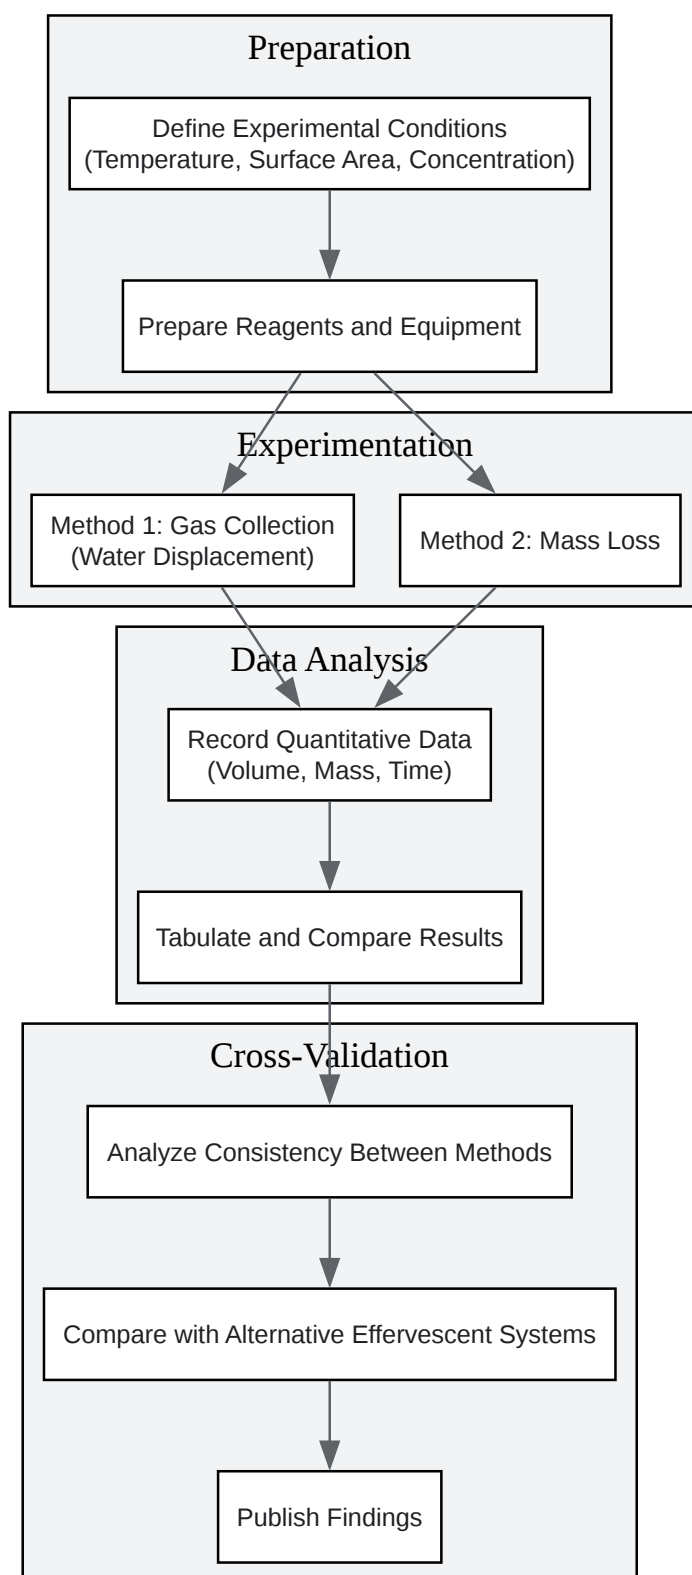 Preparation
Define Experimental Conditions
(Temperature, Surface Area, Concentration)
Prepare Reagents and Equipment
Experimentation
Method 1: Gas Collection
(Water Displacement)
Method 2: Mass Loss
Data Analysis
Record Quantitative Data
(Volume, Mass, Time)
Tabulate and Compare Results
Cross-Validation
Analyze Consistency Between Methods
Compare with Alternative Effervescent Systems
Publish Findings